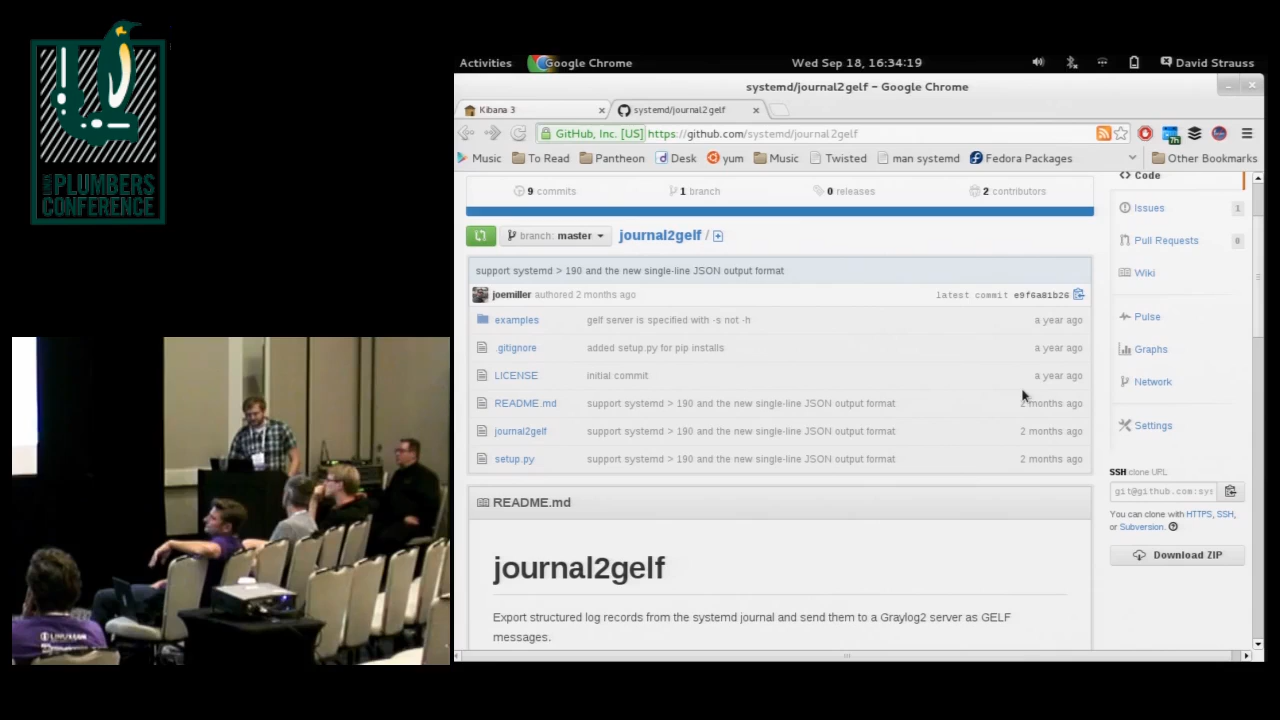 LINUX
PLUMBERS
CONFERENCE
Activities
Google Chrome
Wed Sep 18, 16:34:19
David Strauss
systemd/journal2gelf – Google Chrome
Kibana 3
systemd/journal2gelf
GitHub, Inc. [US] https://github.com/systemd/journal2gelf
Music To Read Pantheon Desk yum Music Twisted man systemd Fedora Packages Other Bookmarks
9 commits 1 branch 0 releases 2 contributors
branch: master journal2gelf /
support systemd > 190 and the new single-line JSON output format
joemiller authored 2 months ago latest commit e9f6a81b26
examples gelf server is specified with -s not -h a year ago
.gitignore added setup.py for pip installs a year ago
LICENSE initial commit a year ago
README.md support systemd > 190 and the new single-line JSON output format 2 months ago
journal2gelf support systemd > 190 and the new single-line JSON output format 2 months ago
setup.py support systemd > 190 and the new single-line JSON output format 2 months ago
README.md
journal2gelf
Export structured log records from the systemd journal and send them to a Graylog2 server as GELF
messages.
Code
Issues 1
Pull Requests 0
Wiki
Pulse
Graphs
Network
Settings
SSH clone URL
git@github.com:sys
You can clone with HTTPS, SSH,
or Subversion.
Download ZIP